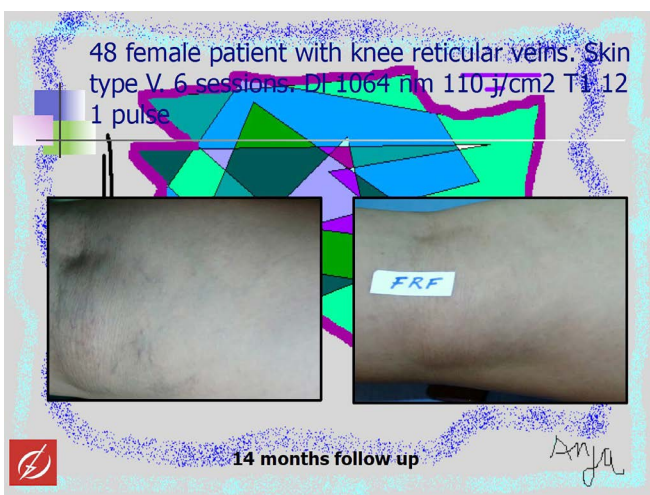 48 female patient with knee reticular veins. Skin
type V. 6 sessions. DL 1064 nm 110 j/cm2 T1 12
1 pulse
FRF
14 months follow up
Anja